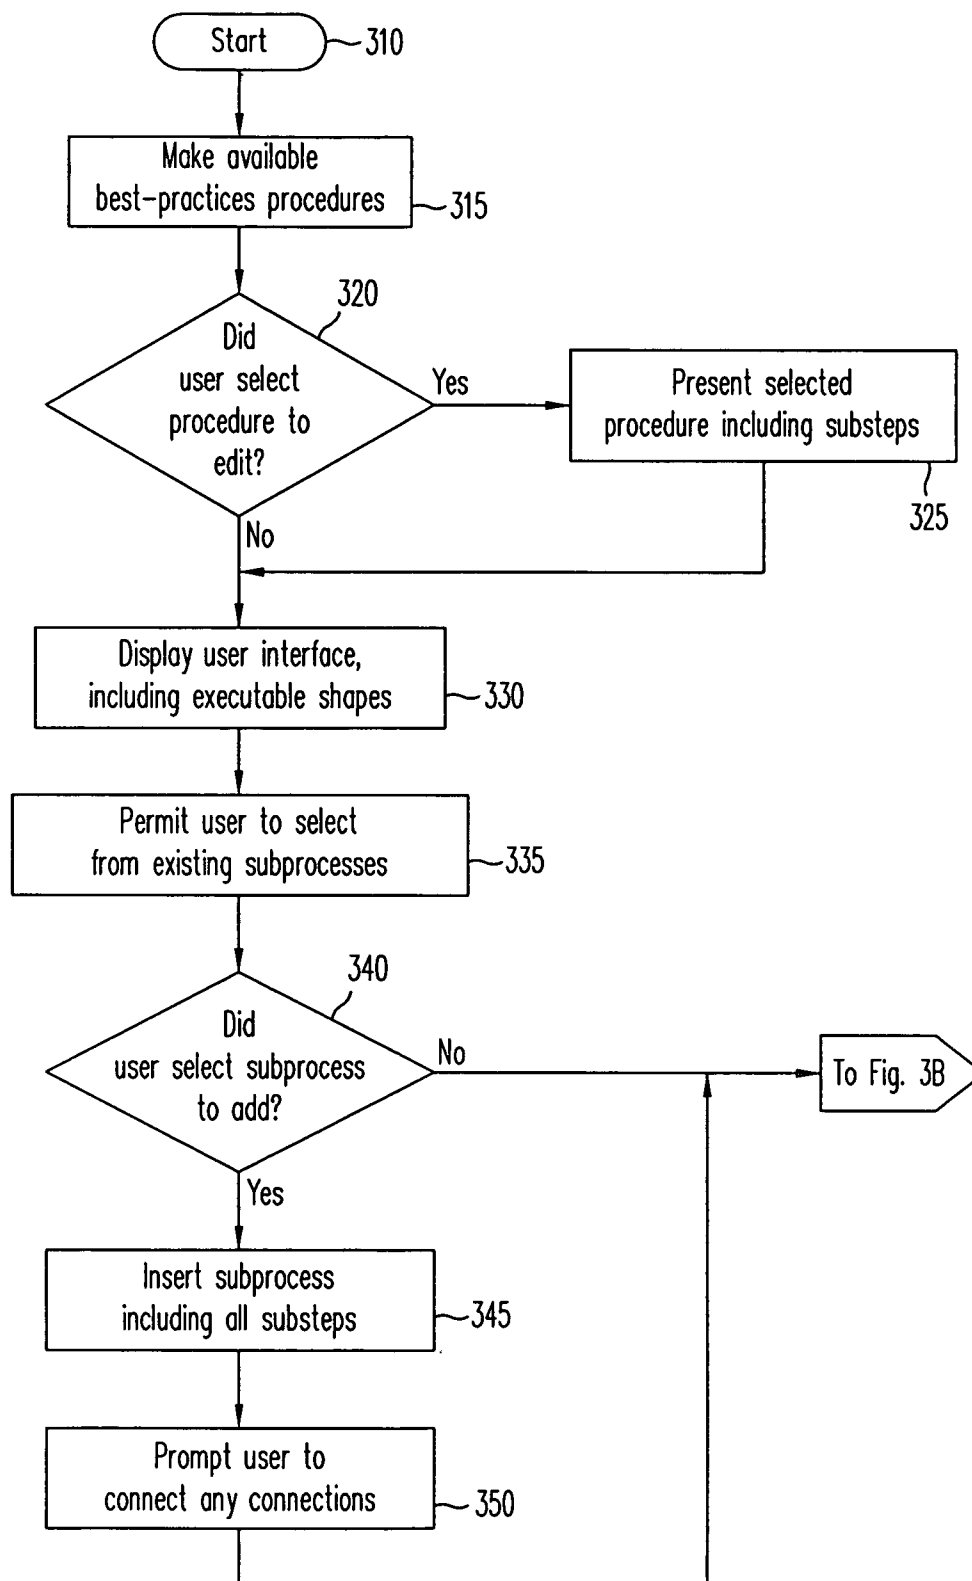 Start
310
Make available
best-practices procedures
315
320
Did
user select
procedure to
edit?
Yes
Present selected
procedure including substeps
325
No
Display user interface,
including executable shapes
330
Permit user to select
from existing subprocesses
335
340
Did
user select subprocess
to add?
No
To Fig. 3B
Yes
Insert subprocess
including all substeps
345
Prompt user to
connect any connections
350